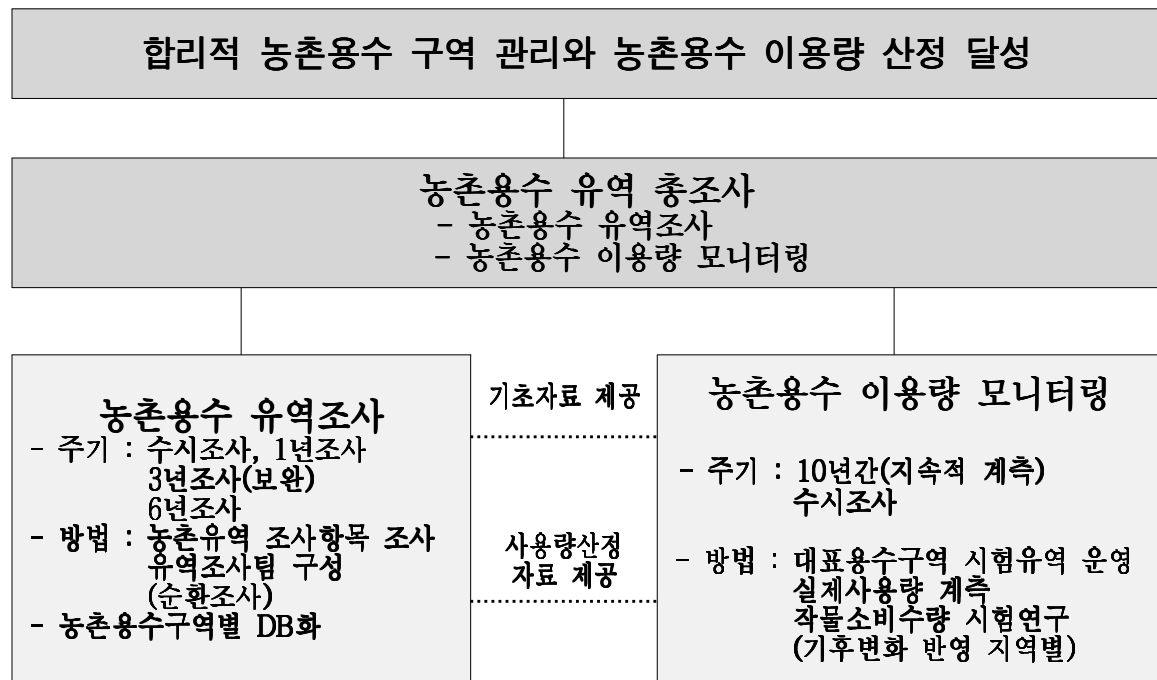 합리적 농촌용수 구역 관리와 농촌용수 이용량 산정 달성
농촌용수 유역 총조사
- 농촌용수 유역조사
- 농촌용수 이용량 모니터링
농촌용수 유역조사
- 주기 : 수시조사, 1년조사
3년조사(보완)
6년조사
- 방법 : 농촌유역 조사항목 조사
유역조사팀 구성
(순환조사)
- 농촌용수구역별 DB화
기초자료 제공
사용량산정
자료 제공
농촌용수 이용량 모니터링
- 주기 : 10년간(지속적 계측)
수시조사
- 방법 : 대표용수구역 시험유역 운영
실제사용량 계측
작물소비수량 시험연구
(기후변화 반영 지역별)